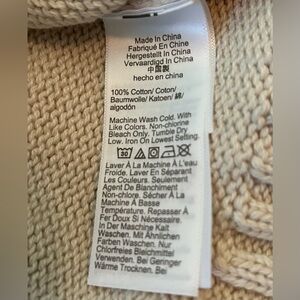 Made In China
Fabriqué En Chine
Hergestellt In China
Vervaardigd In China
中国製
hecho en china
100% Cotton/ Coton/
Baumwolle/ Katoen/ 綿/
algodón
Machine Wash Cold. With
Like Colors. Non-chlorine
Bleach Only. Tumble Dry
Low. Iron On Lowest Setting.
Laver À La Machine À L'eau
Froide. Laver En Séparant
Les Couleurs. Seulement
Agent De Blanchiment
Non-chlore. Sécher À La
Machine À Basse
Température. Repasser À
Fer Doux Si Nécessaire.
In Der Maschine Kalt
Waschen. Mit Ähnlichen
Farben Waschen. Nur
Chlorfreies Bleichmittel
Verwenden. Bei Geringer
Wärme Trocknen. Bei